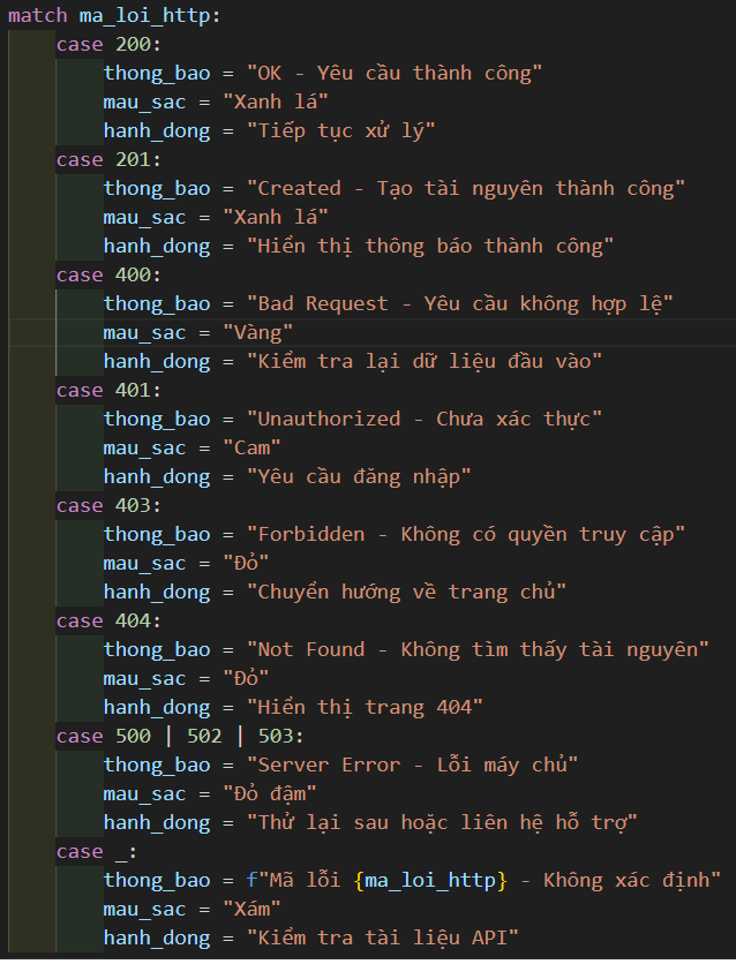 match ma_loi_http:
    case 200:
        thong_bao = "OK - Yêu cầu thành công"
        mau_sac = "Xanh lá"
        hanh_dong = "Tiếp tục xử lý"
    case 201:
        thong_bao = "Created - Tạo tài nguyên thành công"
        mau_sac = "Xanh lá"
        hanh_dong = "Hiển thị thông báo thành công"
    case 400:
        thong_bao = "Bad Request - Yêu cầu không hợp lệ"
        mau_sac = "Vàng"
        hanh_dong = "Kiểm tra lại dữ liệu đầu vào"
    case 401:
        thong_bao = "Unauthorized - Chưa xác thực"
        mau_sac = "Cam"
        hanh_dong = "Yêu cầu đăng nhập"
    case 403:
        thong_bao = "Forbidden - Không có quyền truy cập"
        mau_sac = "Đỏ"
        hanh_dong = "Chuyển hướng về trang chủ"
    case 404:
        thong_bao = "Not Found - Không tìm thấy tài nguyên"
        mau_sac = "Đỏ"
        hanh_dong = "Hiển thị trang 404"
    case 500 | 502 | 503:
        thong_bao = "Server Error - Lỗi máy chủ"
        mau_sac = "Đỏ đậm"
        hanh_dong = "Thử lại sau hoặc liên hệ hỗ trợ"
    case _:
        thong_bao = f"Mã lỗi {ma_loi_http} - Không xác định"
        mau_sac = "Xám"
        hanh_dong = "Kiểm tra tài liệu API"